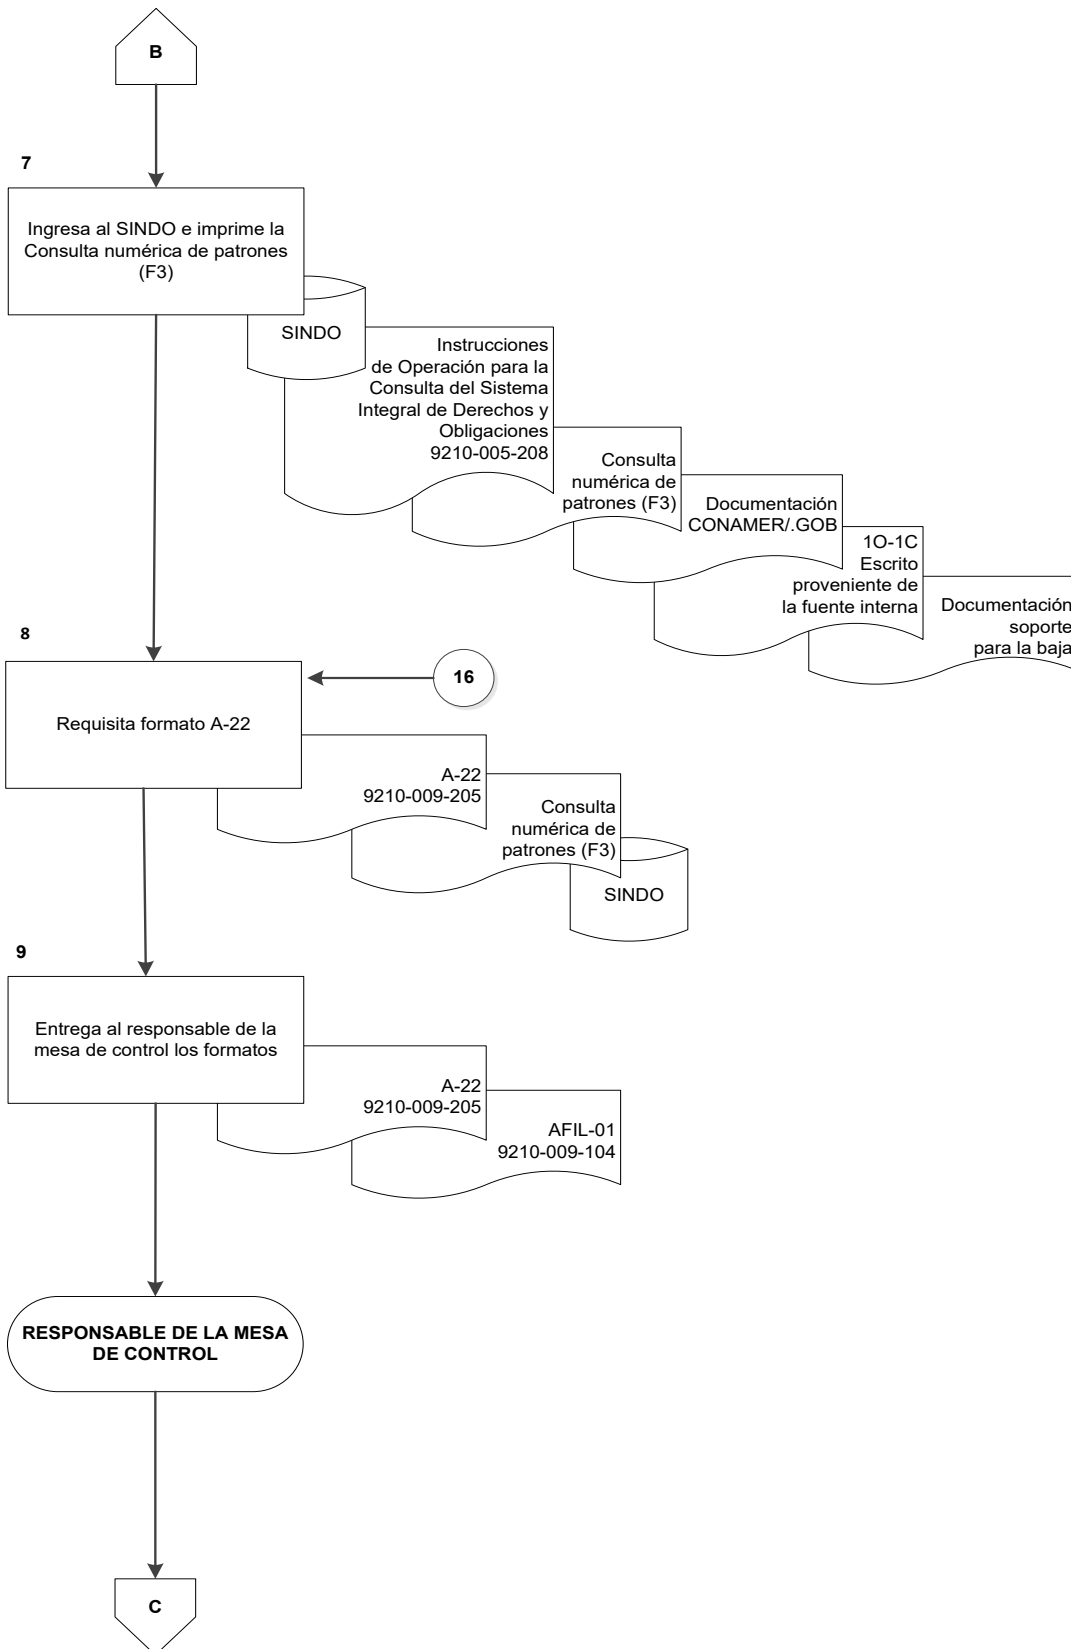 B
7
Ingresa al SINDO e imprime la
Consulta numérica de patrones
(F3)
SINDO
Instrucciones
de Operación para la
Consulta del Sistema
Integral de Derechos y
Obligaciones
9210-005-208
Consulta
numérica de
patrones (F3)
Documentación
CONAMER/.GOB
1O-1C
Escrito
proveniente de
la fuente interna
Documentación
soporte
para la baja
8
16
Requisita formato A-22
A-22
9210-009-205
Consulta
numérica de
patrones (F3)
SINDO
9
Entrega al responsable de la
mesa de control los formatos
A-22
9210-009-205
AFIL-01
9210-009-104
RESPONSABLE DE LA MESA
DE CONTROL
C